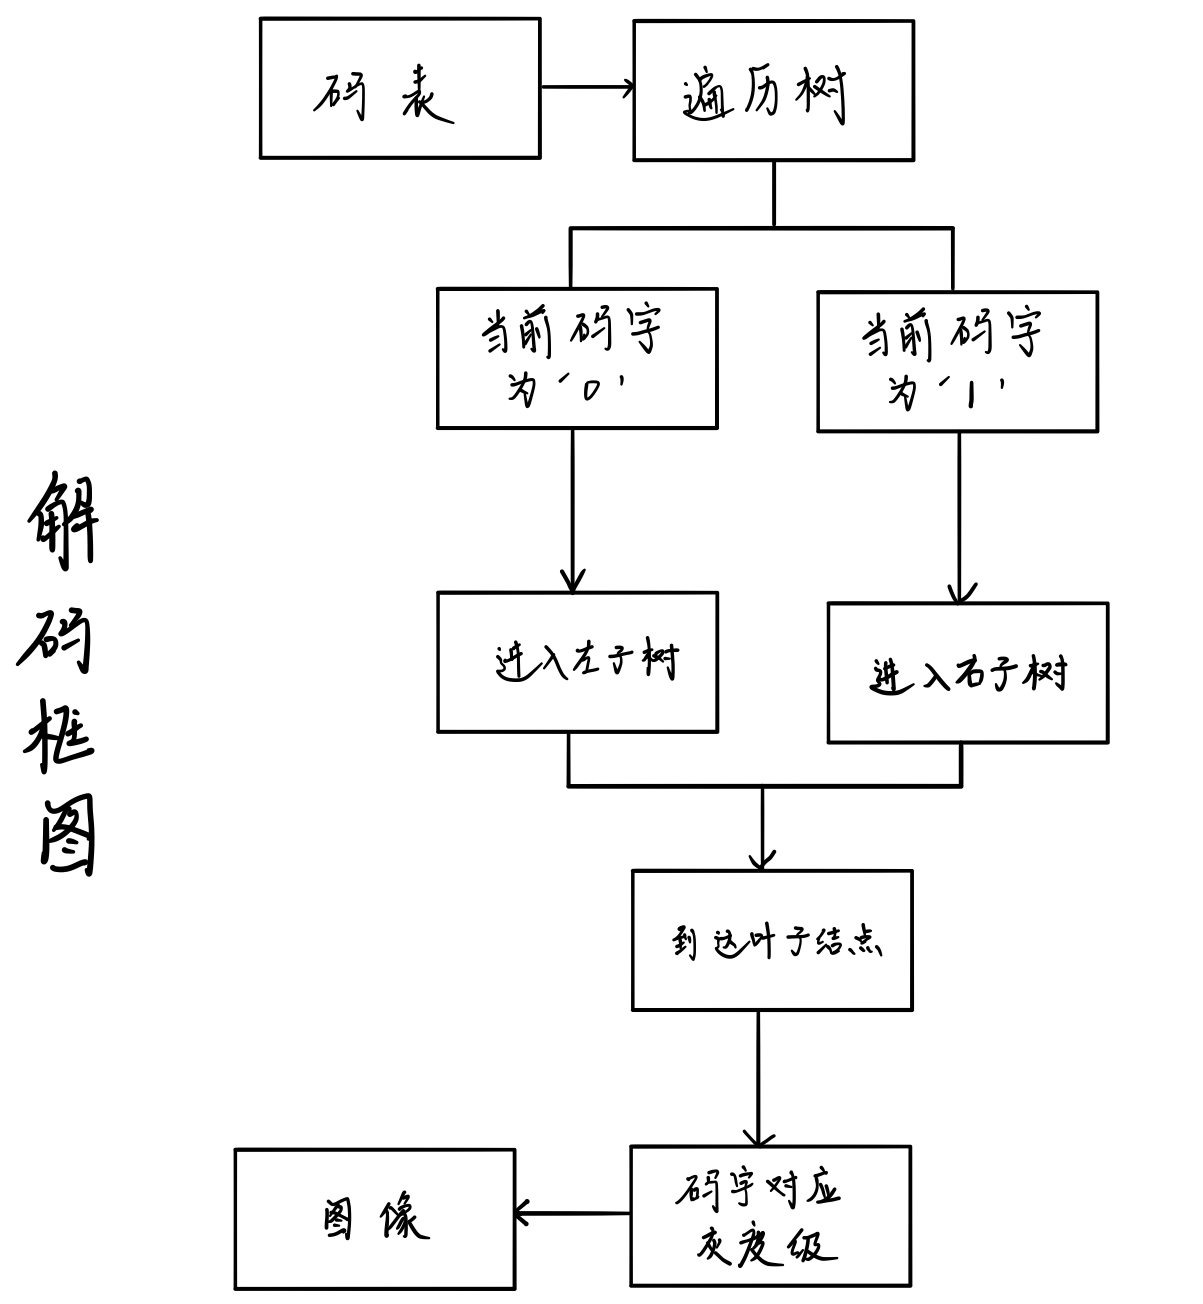 码表
遍历树
当前码字
为'0'
当前码字
为'1'
进入左子树
进入右子树
到达叶子结点
码字对应
灰度级
图像
解
码
框
图